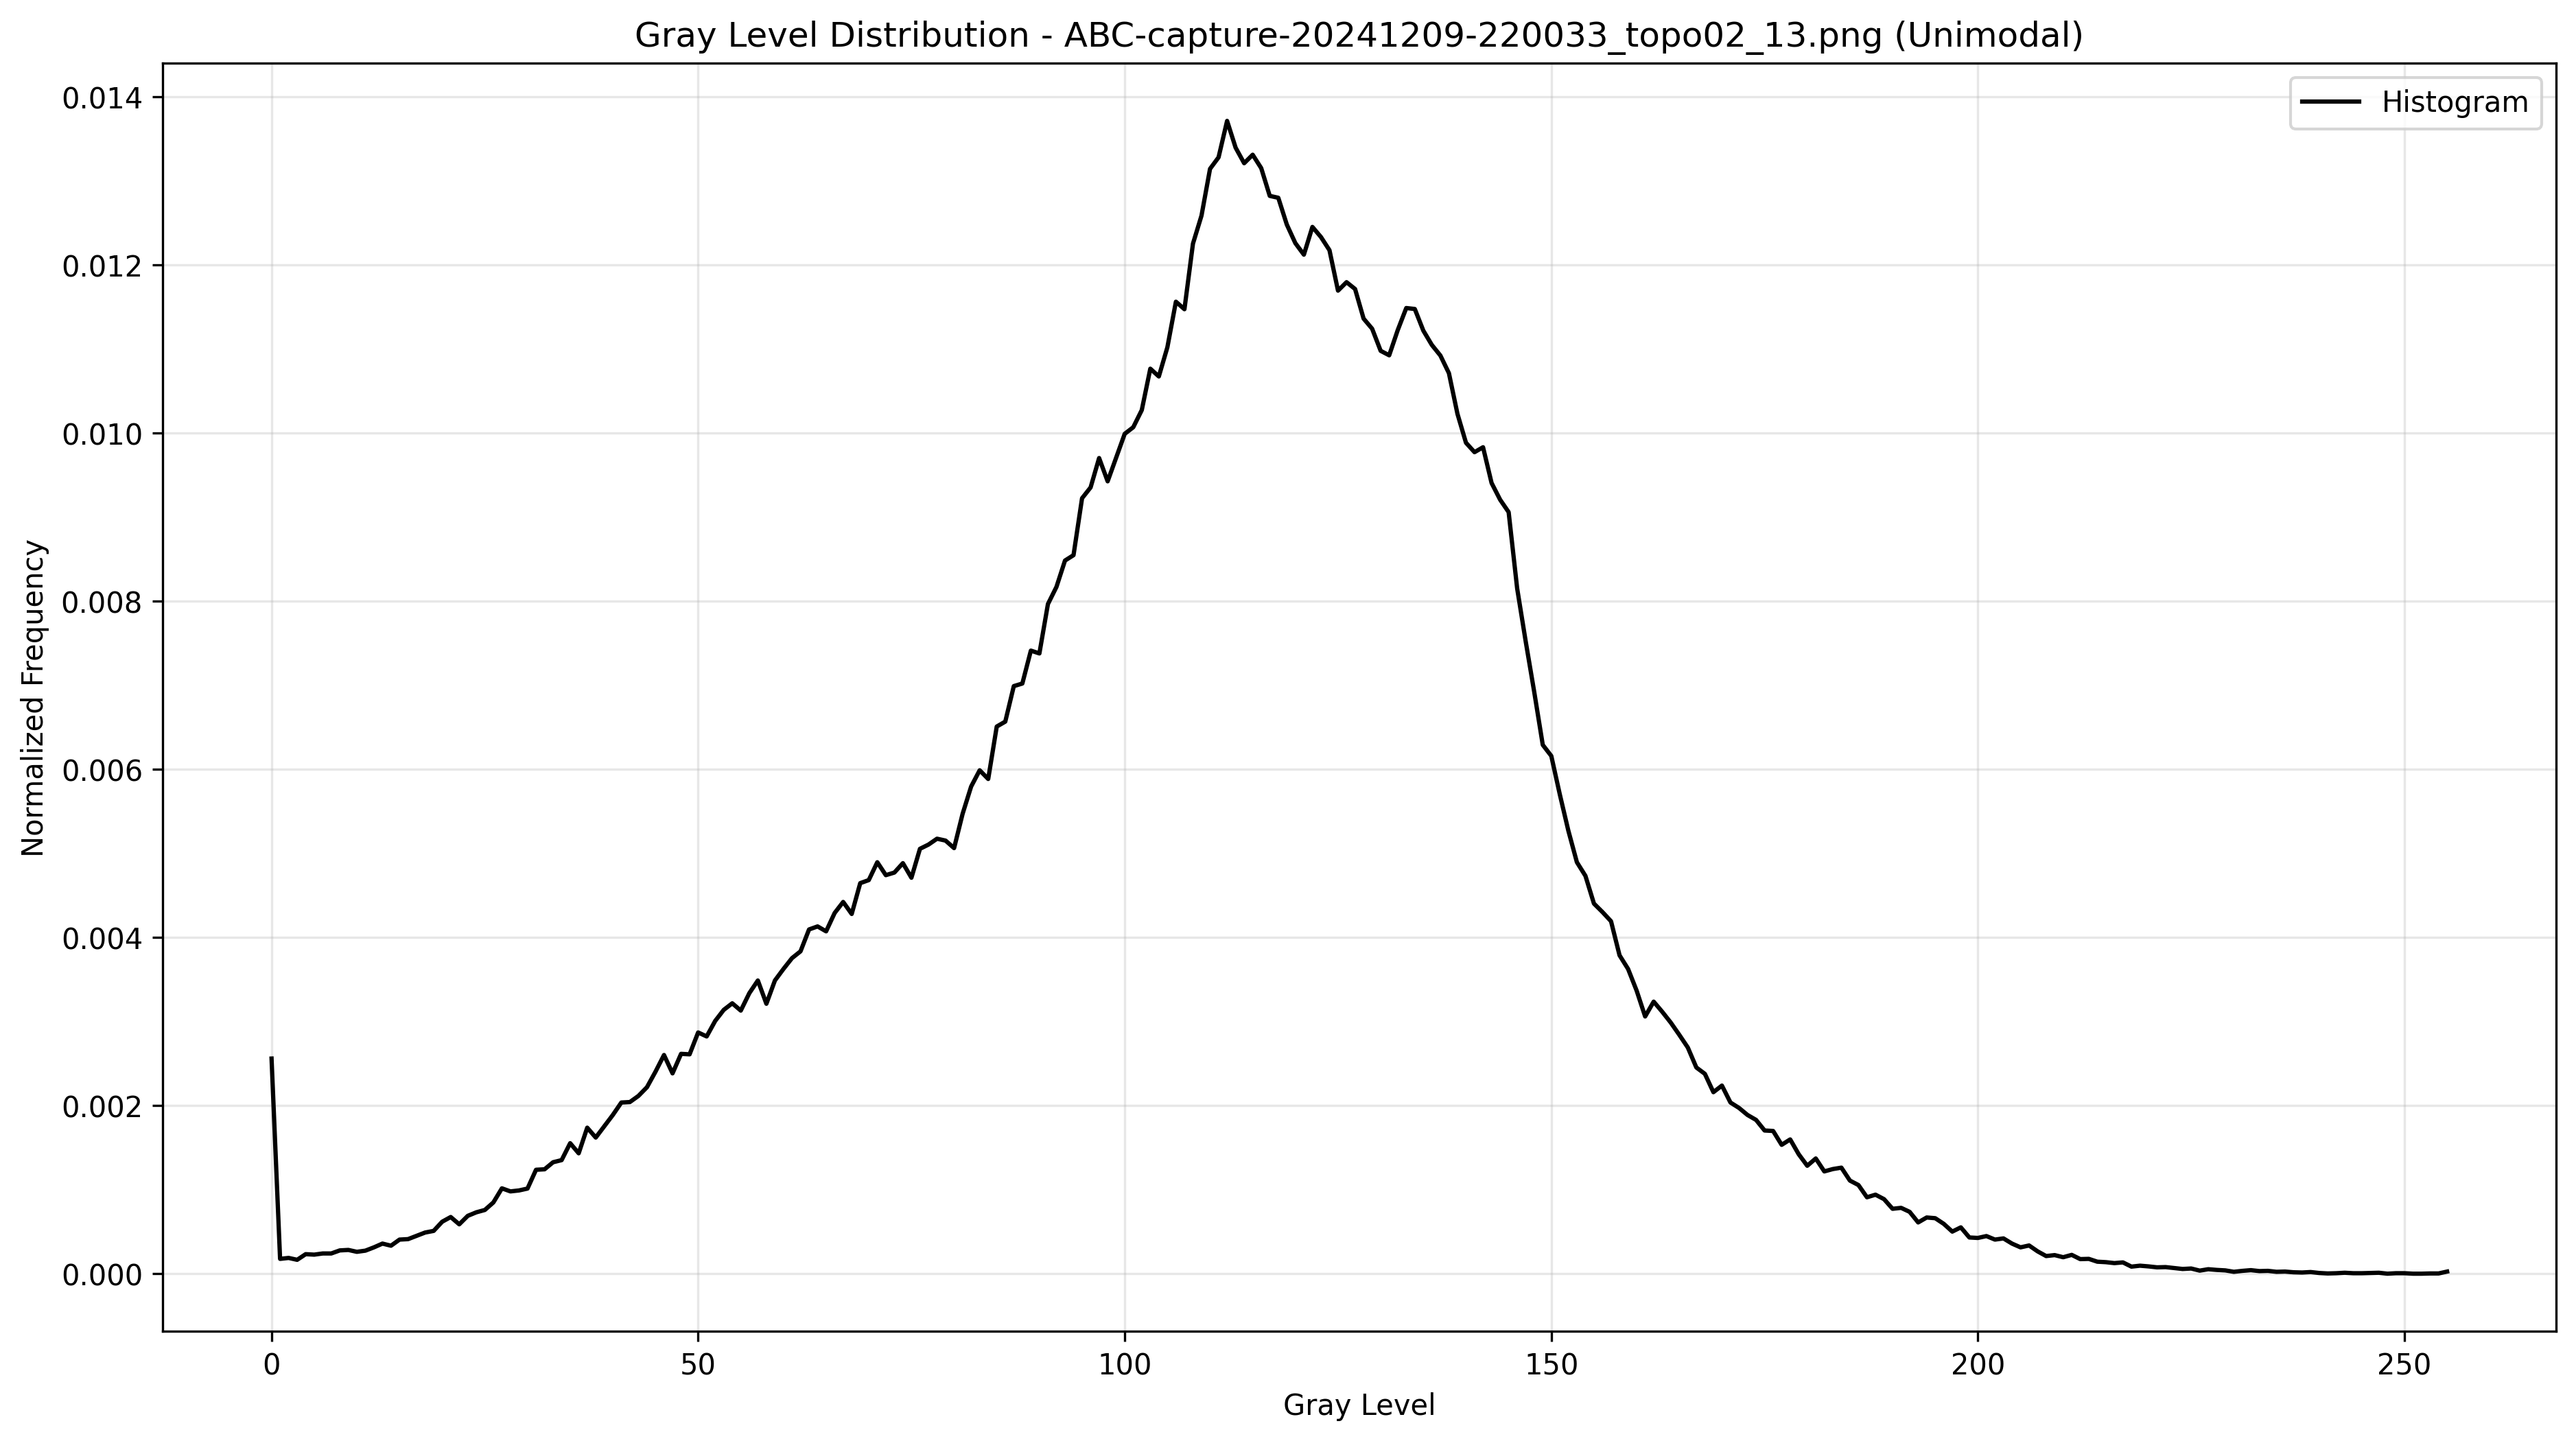 Gray Level Distribution - ABC-capture-20241209-220033_topo02_13.png (Unimodal)
Histogram
Normalized Frequency
0.014
0.012
0.010
0.008
0.006
0.004
0.002
0.000
0 50 100 150 200 250
Gray Level